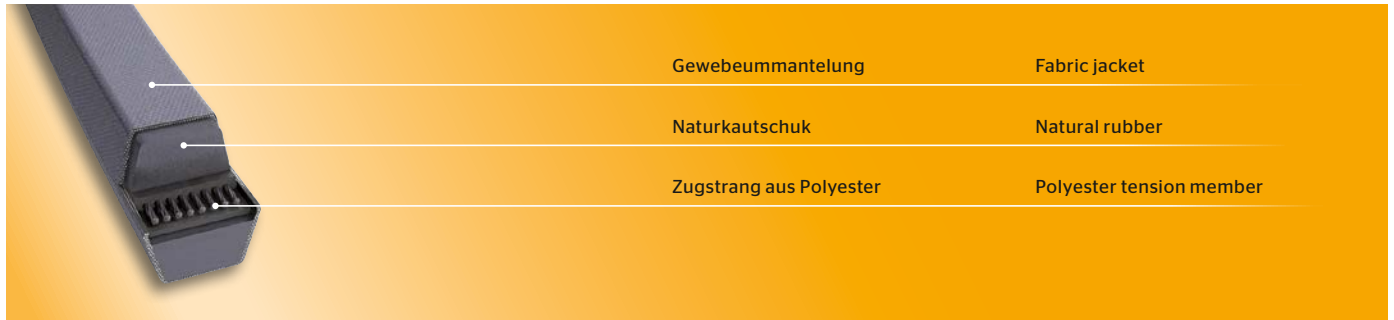 Gewebeummantelung Fabric jacket
Naturkautschuk Natural rubber
Zugstrang aus Polyester Polyester tension member